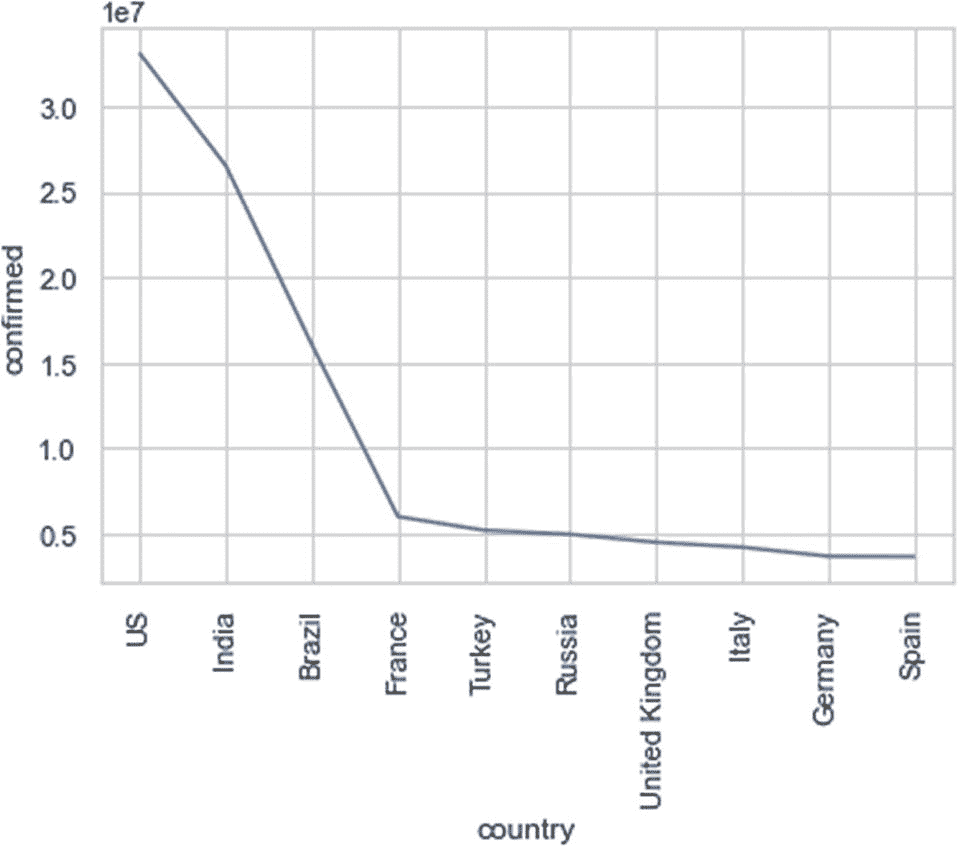 1e7
3.0
2.5
2.0
1.5
1.0
0.5
confirmed
US
India
Brazil
France
Turkey
Russia
United Kingdom
Italy
Germany
Spain
country